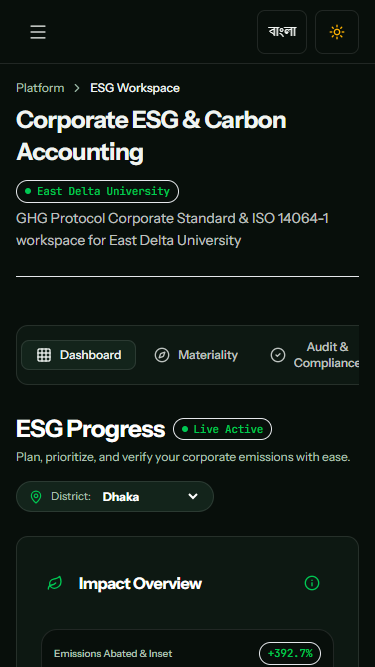 বাংলা
Platform > ESG Workspace
Corporate ESG & Carbon
Accounting
East Delta University
GHG Protocol Corporate Standard & ISO 14064-1
workspace for East Delta University
Dashboard
Materiality
Audit &
Compliance
ESG Progress
Live Active
Plan, prioritize, and verify your corporate emissions with ease.
District: Dhaka
Impact Overview
Emissions Abated & Inset
+392.7%